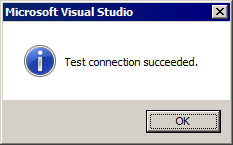 Microsoft Visual Studio
Test connection succeeded.
OK